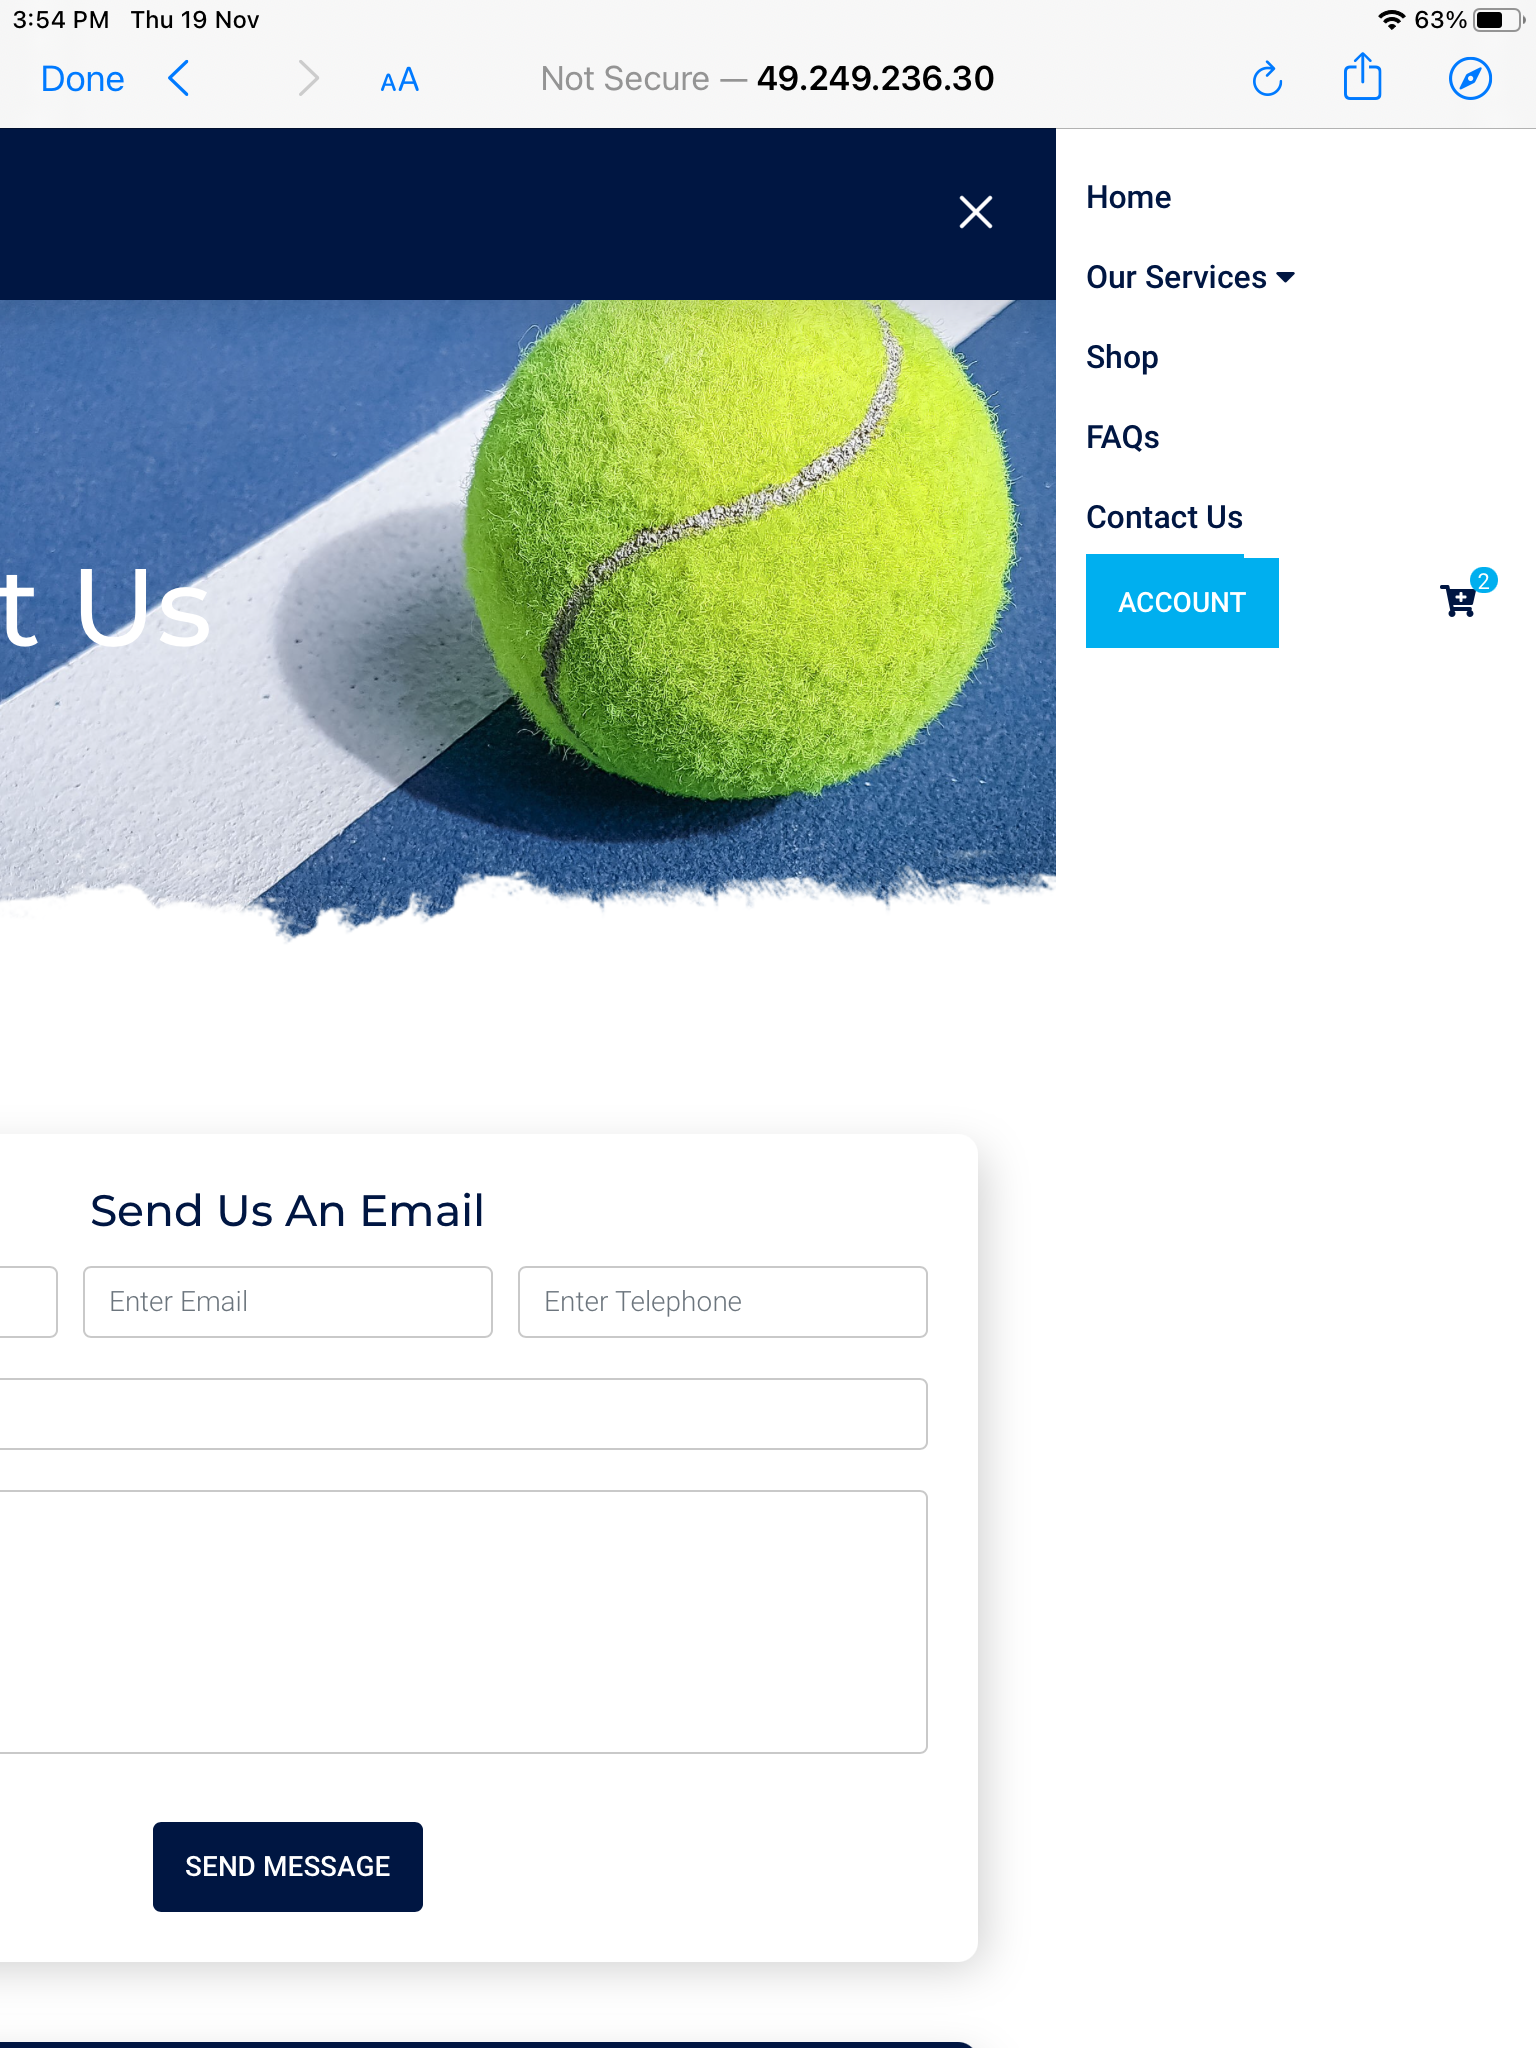 3:54 PM Thu 19 Nov 63%
Done AA Not Secure — 49.249.236.30
Home
Our Services
Shop
FAQs
Contact Us
ACCOUNT 2
t Us
Send Us An Email
Enter Email Enter Telephone
SEND MESSAGE